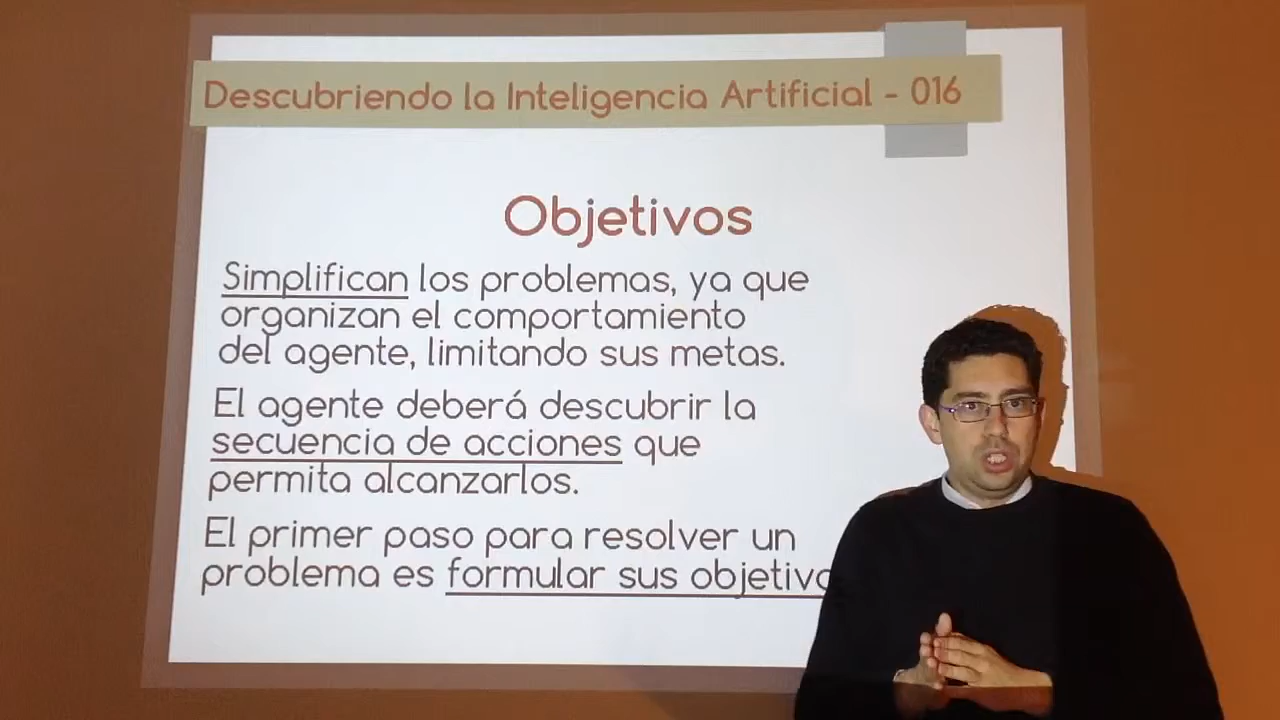 Descubriendo la Inteligencia Artificial - 016
Objetivos
Simplifican los problemas, ya que
organizan el comportamiento
del agente, limitando sus metas.
El agente deberá descubrir la
secuencia de acciones que
permita alcanzarlos.
El primer paso para resolver un
problema es formular sus